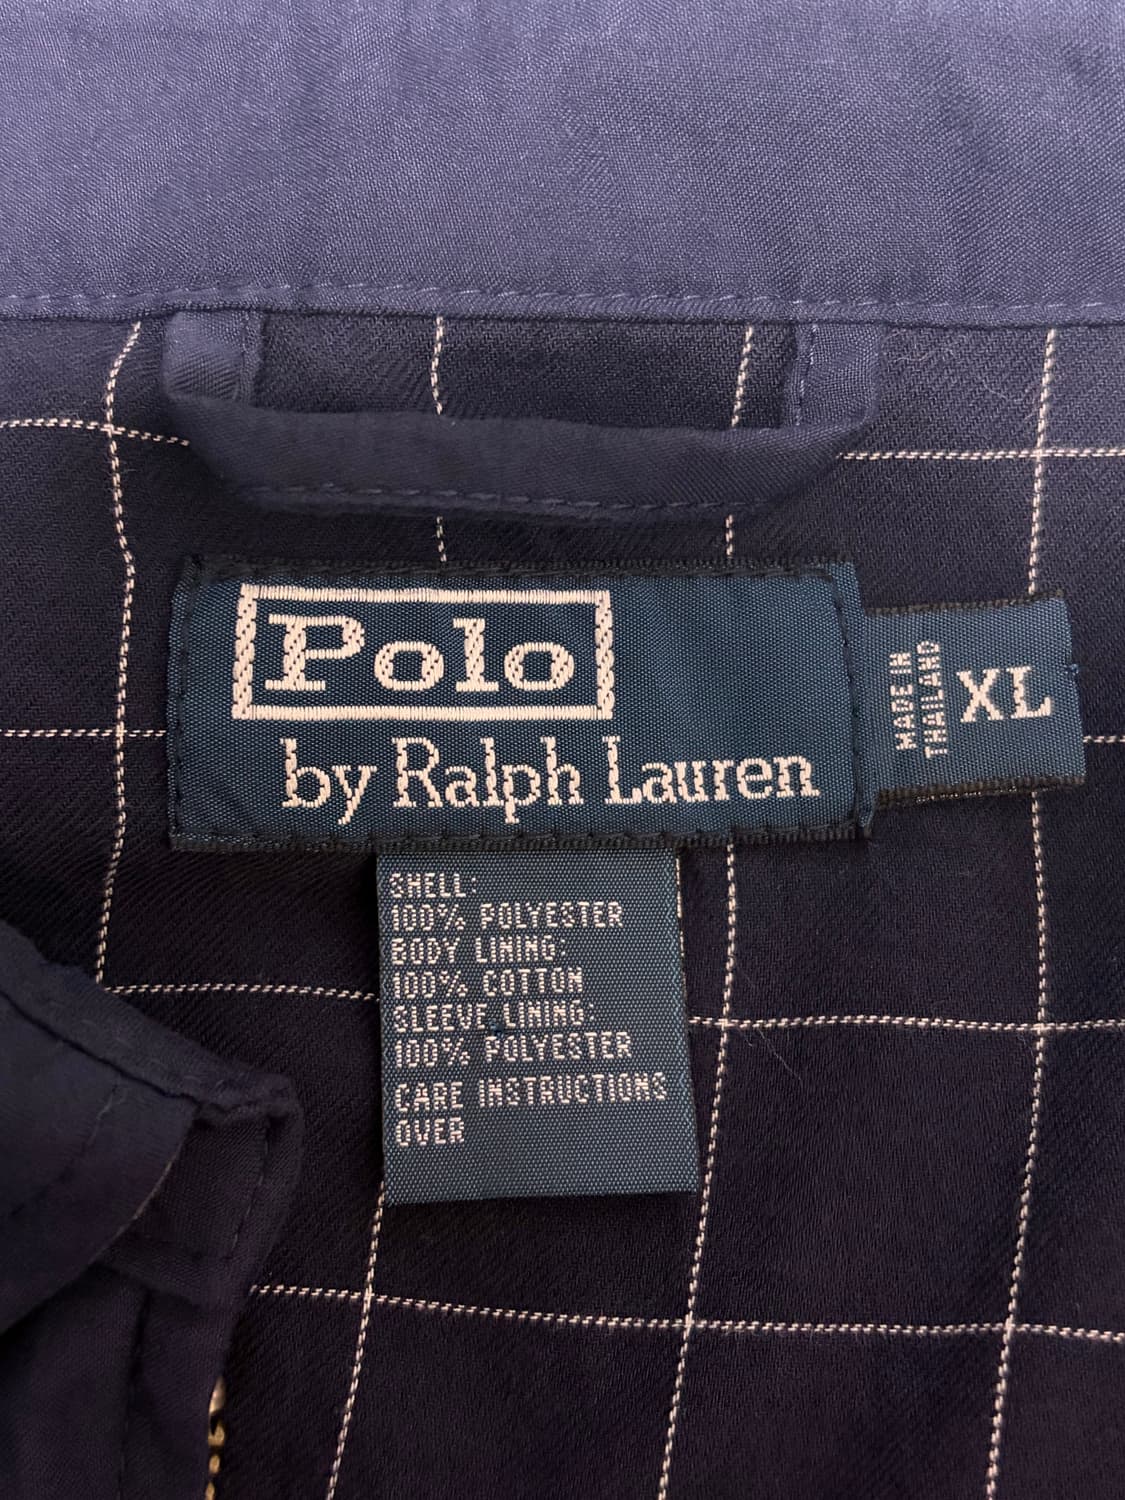 Polo
by Ralph Lauren
MADE IN
THAILAND
XL
SHELL:
100% POLYESTER
BODY LINING:
100% COTTON
SLEEVE LINING:
100% POLYESTER
CARE INSTRUCTIONS
OVER